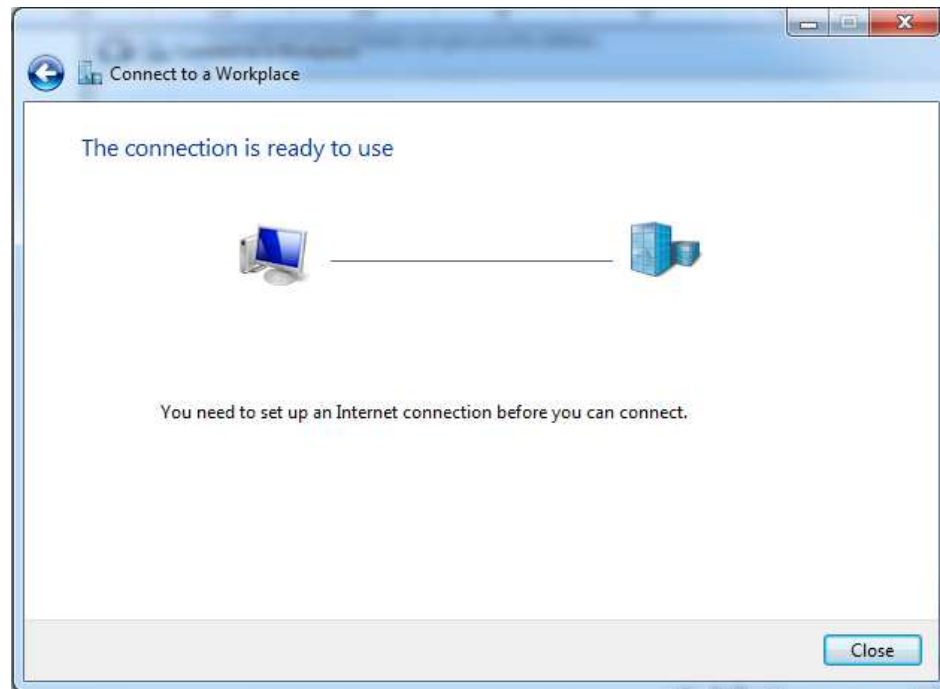 Connect to a Workplace
The connection is ready to use
You need to set up an Internet connection before you can connect.
Close